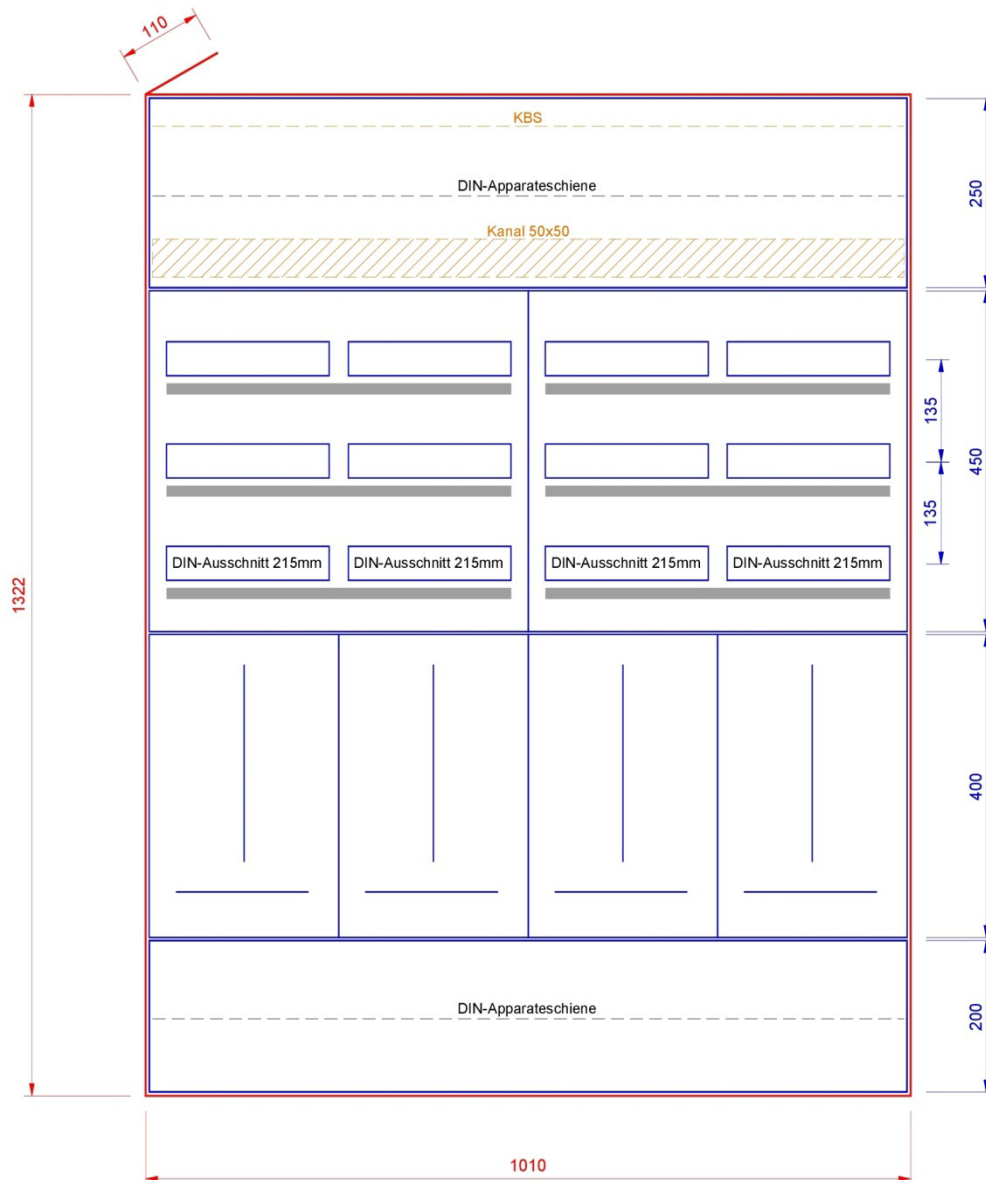 110
KBS
DIN-Apparateschiene
250
Kanal 50x50
135
450
135
DIN-Ausschnitt 215mm DIN-Ausschnitt 215mm DIN-Ausschnitt 215mm DIN-Ausschnitt 215mm
1322
400
DIN-Apparateschiene
200
1010